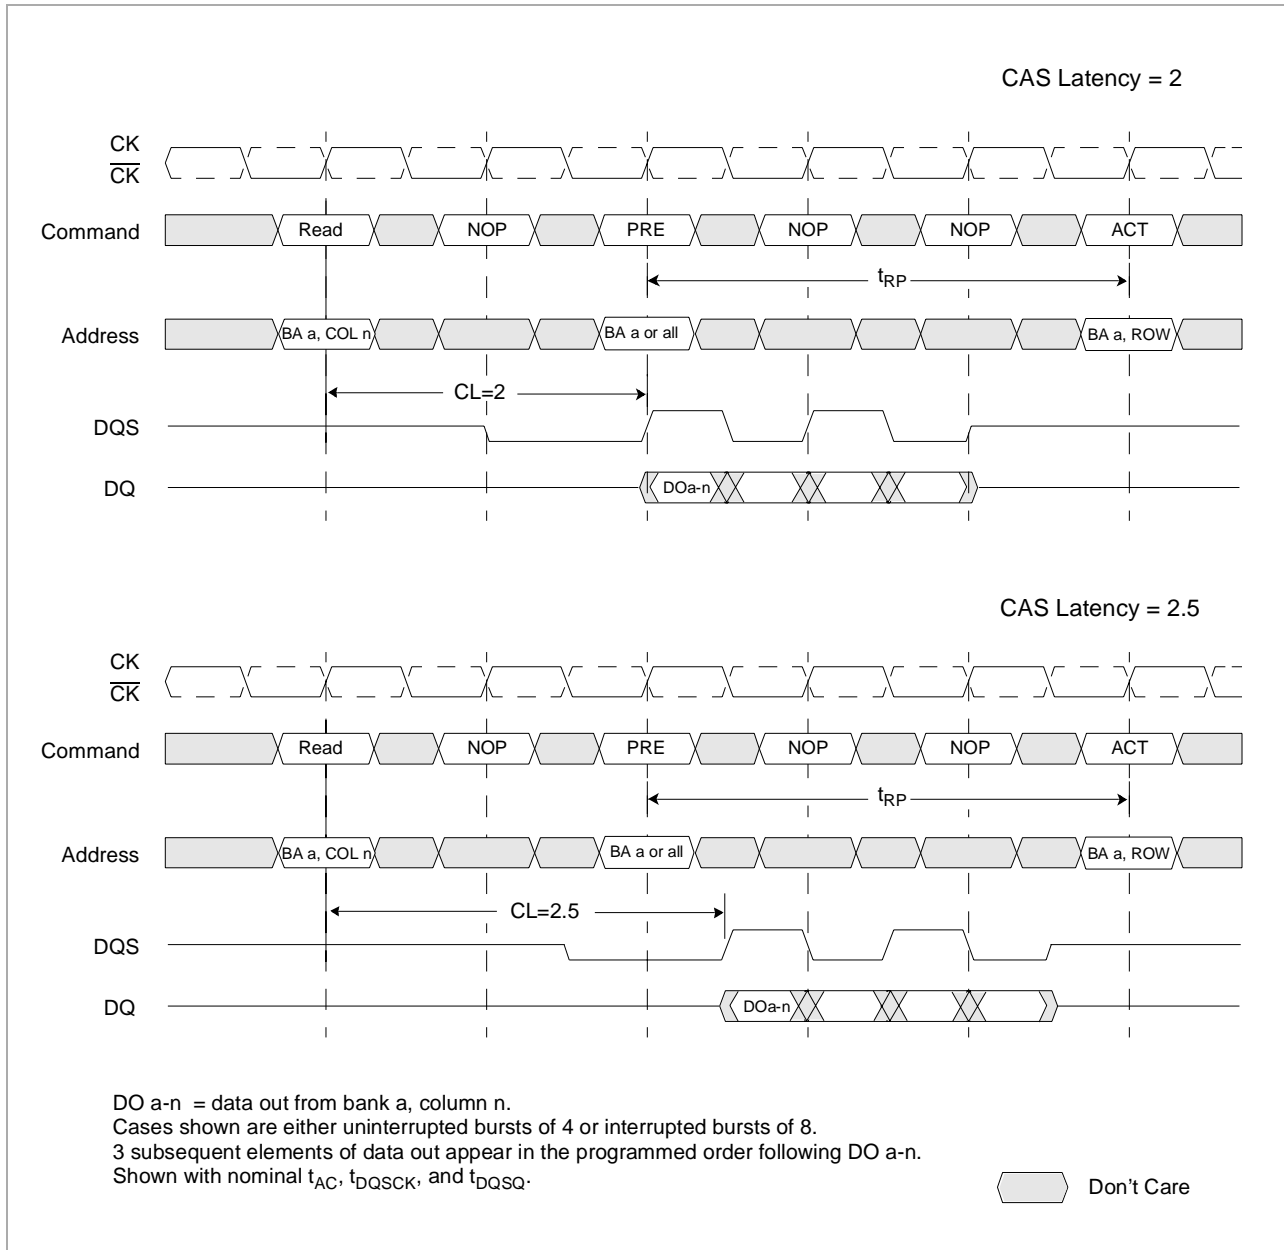 CAS Latency = 2
CK
CK
Command
Read NOP PRE NOP NOP ACT
tRP
Address
BA a, COL n BA a or all BA a, ROW
CL=2
DQS
DQ
DOa-n
CAS Latency = 2.5
CK
CK
Command
Read NOP PRE NOP NOP ACT
tRP
Address
BA a, COL n BA a or all BA a, ROW
CL=2.5
DQS
DQ
DOa-n
DO a-n = data out from bank a, column n.
Cases shown are either uninterrupted bursts of 4 or interrupted bursts of 8.
3 subsequent elements of data out appear in the programmed order following DO a-n.
Shown with nominal tAC, tDQSCK, and tDQSQ.
Don't Care